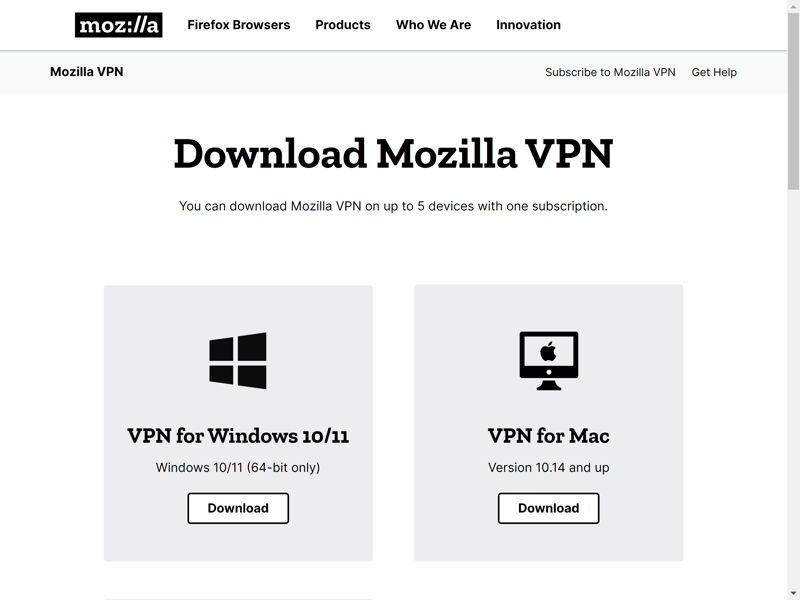 moz://a
Firefox Browsers
Products
Who We Are
Innovation
Mozilla VPN
Subscribe to Mozilla VPN
Get Help
Download Mozilla VPN
You can download Mozilla VPN on up to 5 devices with one subscription.
VPN for Windows 10/11
Windows 10/11 (64-bit only)
Download
VPN for Mac
Version 10.14 and up
Download